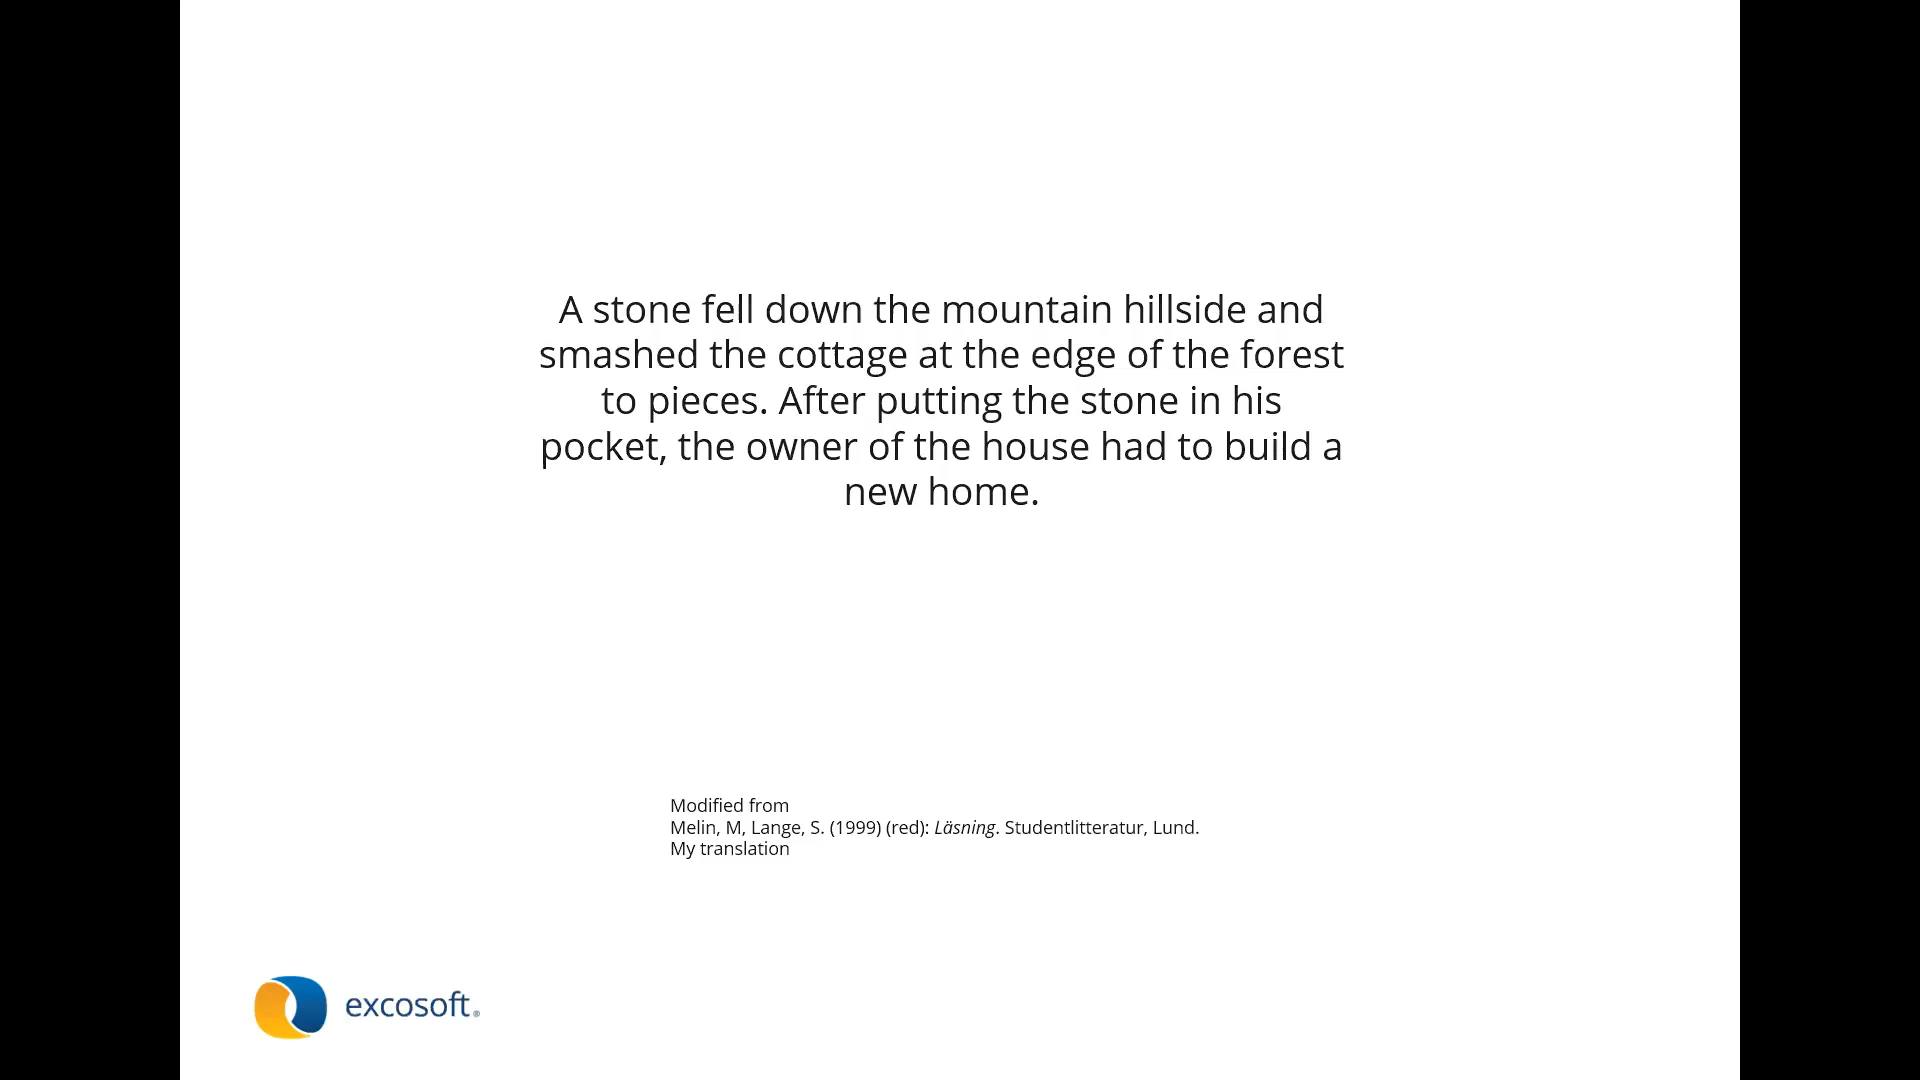 A stone fell down the mountain hillside and
smashed the cottage at the edge of the forest
to pieces. After putting the stone in his
pocket, the owner of the house had to build a
new home.
Modified from
Melin, M, Lange, S. (1999) (red): Läsning. Studentlitteratur, Lund.
My translation
excosoft®